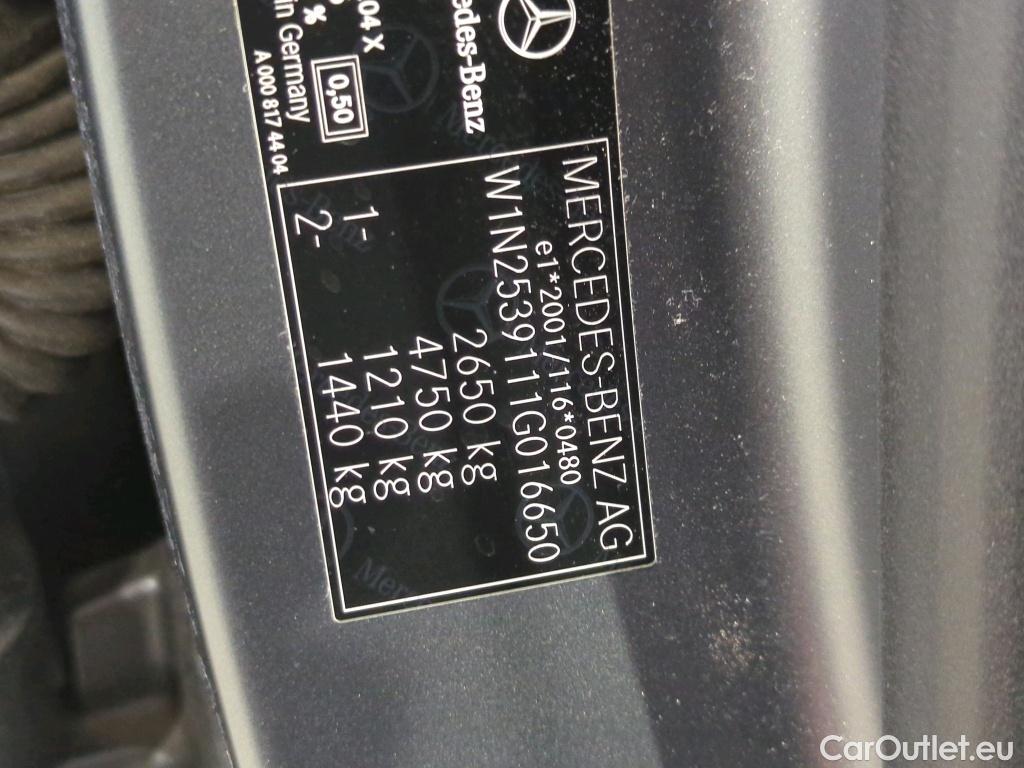 MERCEDES-BENZ AG
e1*2001/116*0480
W1N2539111G016650
2650 kg
4750 kg
1- 1210 kg
2- 1440 kg
-Benz
,04 X
%
0,50
in Germany
A 000 817 44 04
CarOutlet.eu